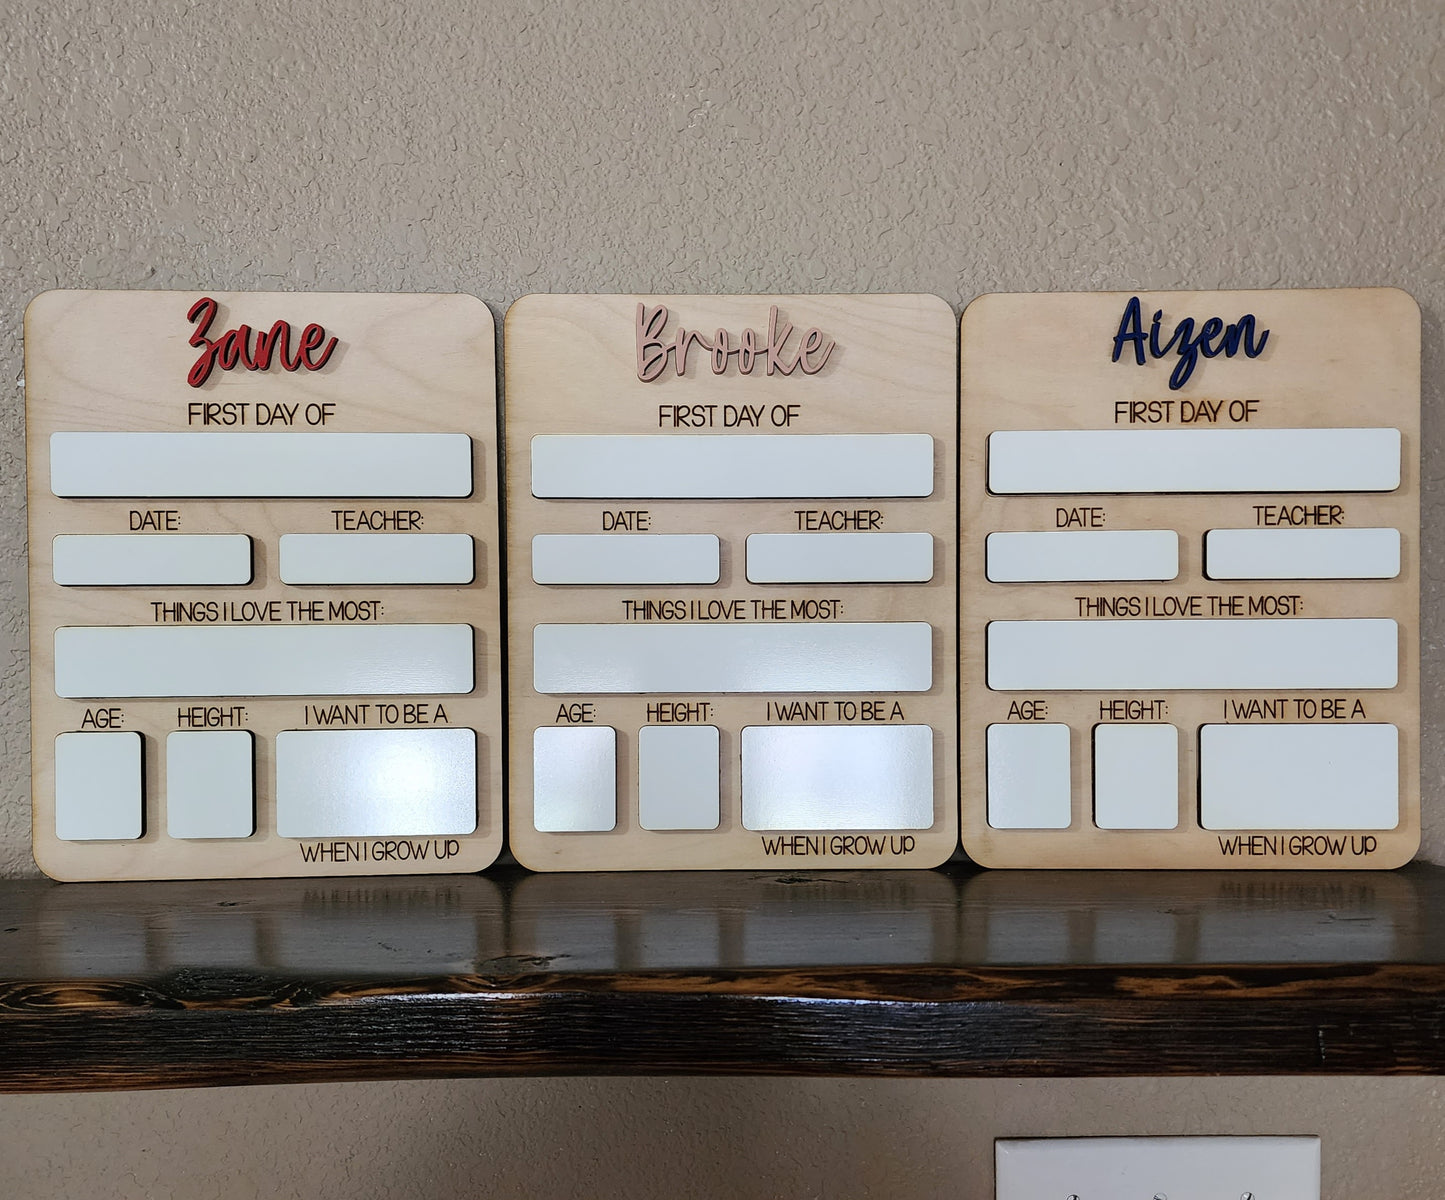 Zane
FIRST DAY OF
DATE: TEACHER:
THINGS I LOVE THE MOST:
AGE: HEIGHT: I WANT TO BE A
WHEN I GROW UP
Brooke
FIRST DAY OF
DATE: TEACHER:
THINGS I LOVE THE MOST:
AGE: HEIGHT: I WANT TO BE A
WHEN I GROW UP
Aizen
FIRST DAY OF
DATE: TEACHER:
THINGS I LOVE THE MOST:
AGE: HEIGHT: I WANT TO BE A
WHEN I GROW UP